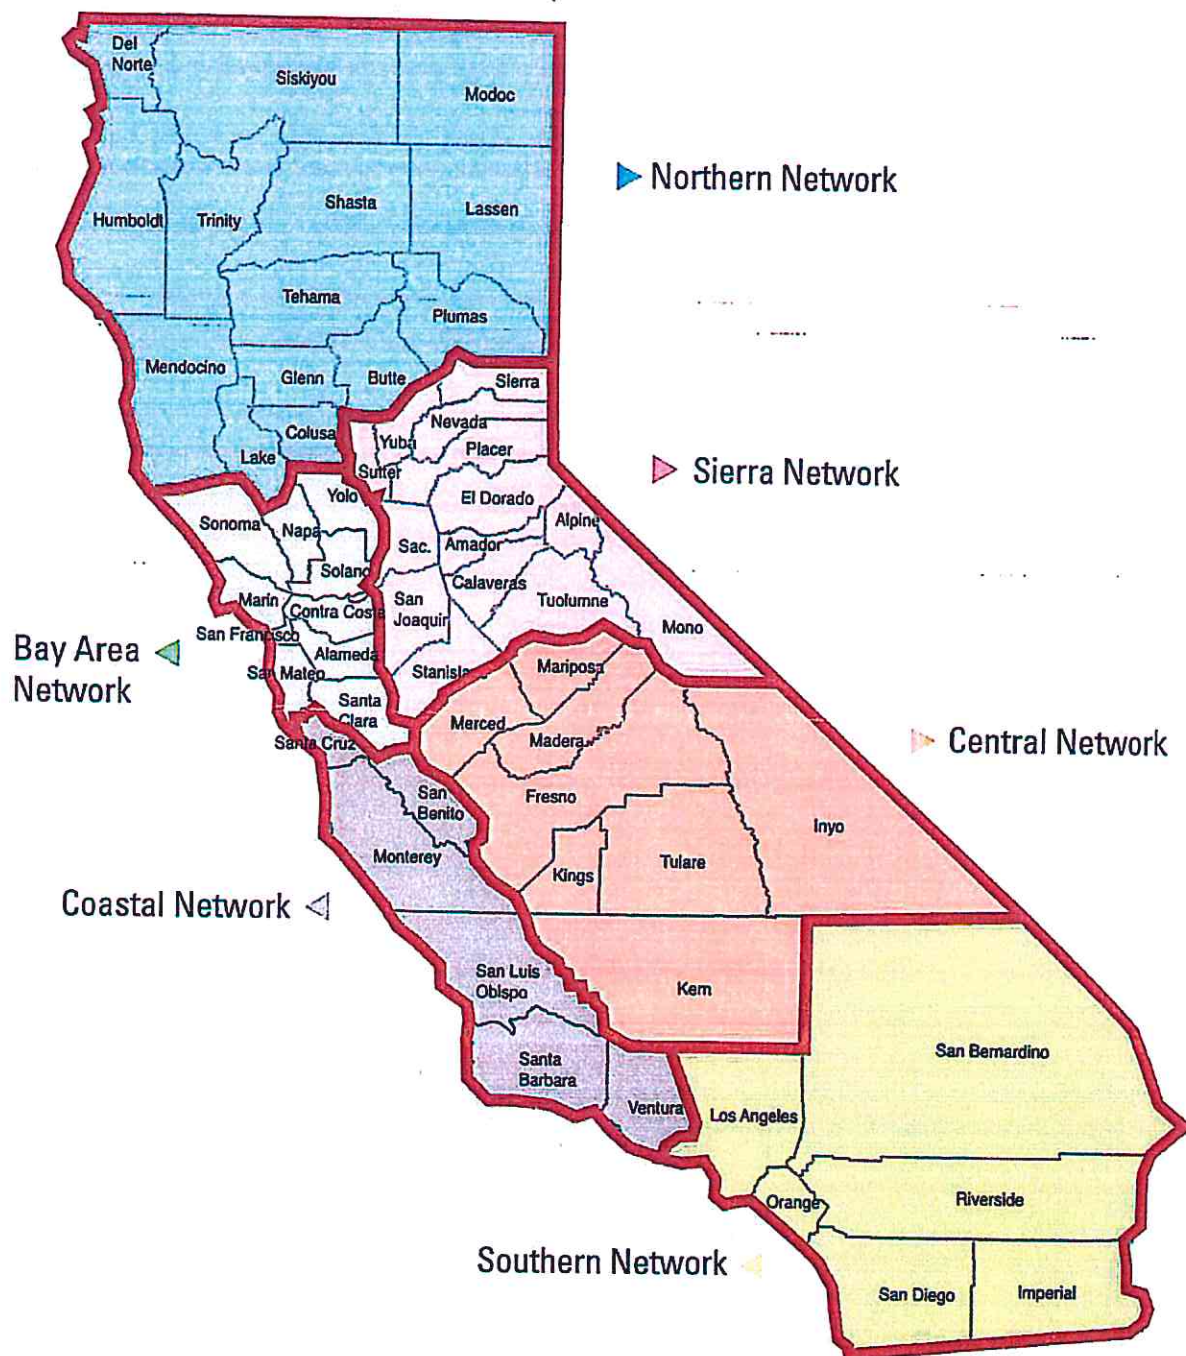 Del
Norte
Siskiyou
Modoc
Humboldt
Trinity
Shasta
Lassen
Tehama
Plumas
Mendocino
Glenn
Butte
Lake
Colusa
Northern Network
Sierra
Nevada
Yuba
Placer
Sutter
El Dorado
Alpine
Sac.
Amador
Calaveras
Tuolumne
San
Joaquin
Mono
Stanisla
Sierra Network
Yolo
Sonoma
Napa
Solano
Marin
Contra Costa
San Francisco
Alameda
San Mateo
Santa
Clara
Bay Area
Network
Mariposa
Merced
Madera
Fresno
Inyo
Kings
Tulare
Kern
Central Network
Santa Cruz
San
Benito
Monterey
San Luis
Obispo
Santa
Barbara
Ventura
Coastal Network
San Bernardino
Los Angeles
Orange
Riverside
San Diego
Imperial
Southern Network